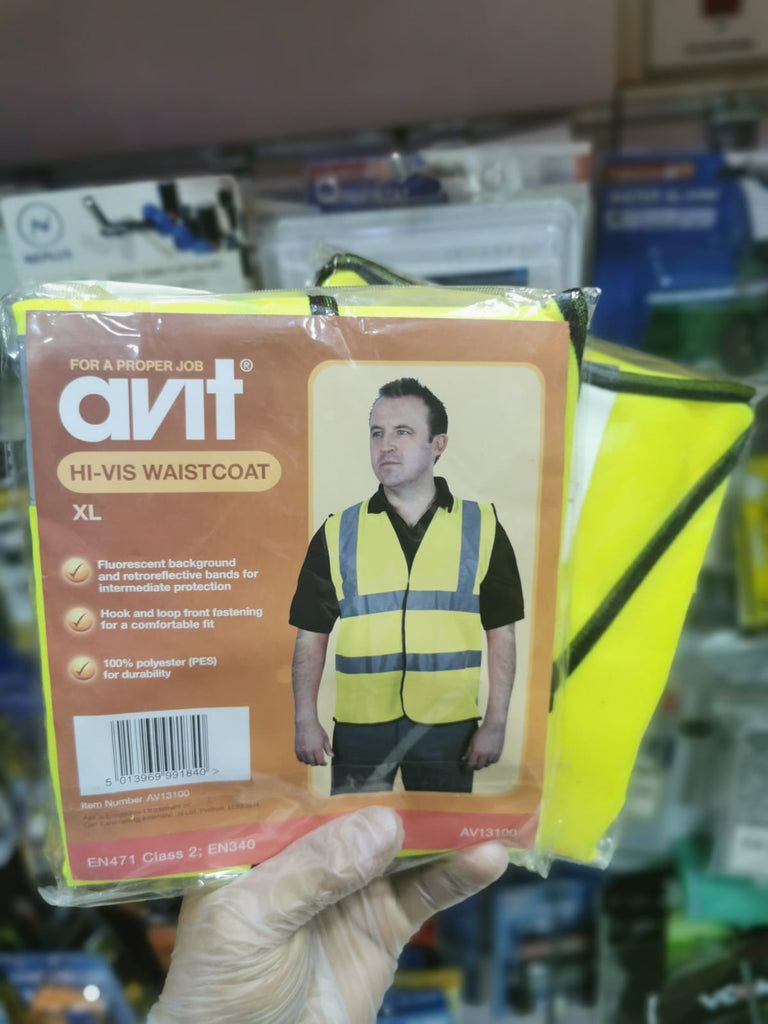 NEPLUS
FOR A PROPER JOB
avit®
HI-VIS WAISTCOAT
XL
Fluorescent background
and retroreflective bands for
intermediate protection
Hook and loop front fastening
for a comfortable fit
100% polyester (PES)
for durability
5 013969 991840 >
Item Number AV13100
AV13100
EN471 Class 2; EN340